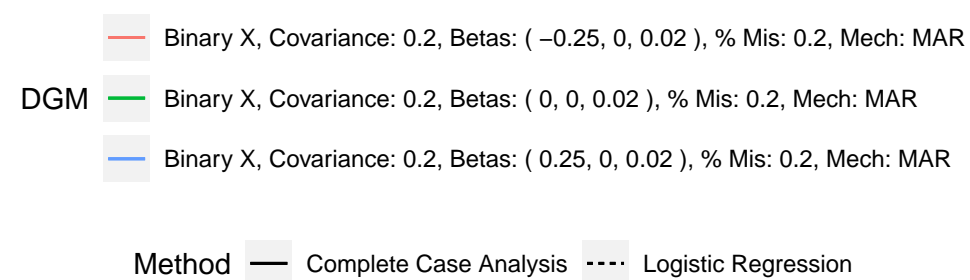 Binary X, Covariance: 0.2, Betas: ( −0.25, 0, 0.02 ), % Mis: 0.2, Mech: MAR
DGM Binary X, Covariance: 0.2, Betas: ( 0, 0, 0.02 ), % Mis: 0.2, Mech: MAR
Binary X, Covariance: 0.2, Betas: ( 0.25, 0, 0.02 ), % Mis: 0.2, Mech: MAR
Method Complete Case Analysis Logistic Regression